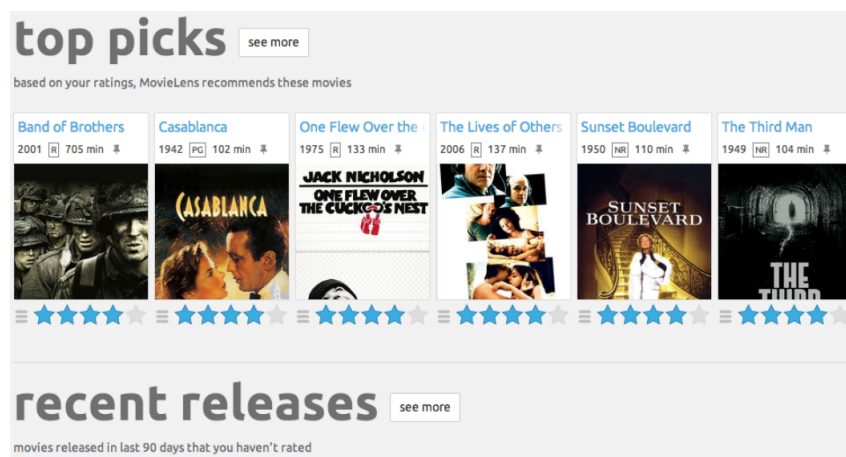 top picks see more
based on your ratings, MovieLens recommends these movies
Band of Brothers
2001 R 705 min
Casablanca
1942 PG 102 min
CASABLANCA
One Flew Over the
1975 R 133 min
JACK NICHOLSON
ONE FLEW OVER
THE CUCKOO'S NEST
The Lives of Others
2006 R 137 min
Sunset Boulevard
1950 NR 110 min
SUNSET
BOULEVARD
The Third Man
1949 NR 104 min
THE
THIRD
recent releases see more
movies released in last 90 days that you haven't rated